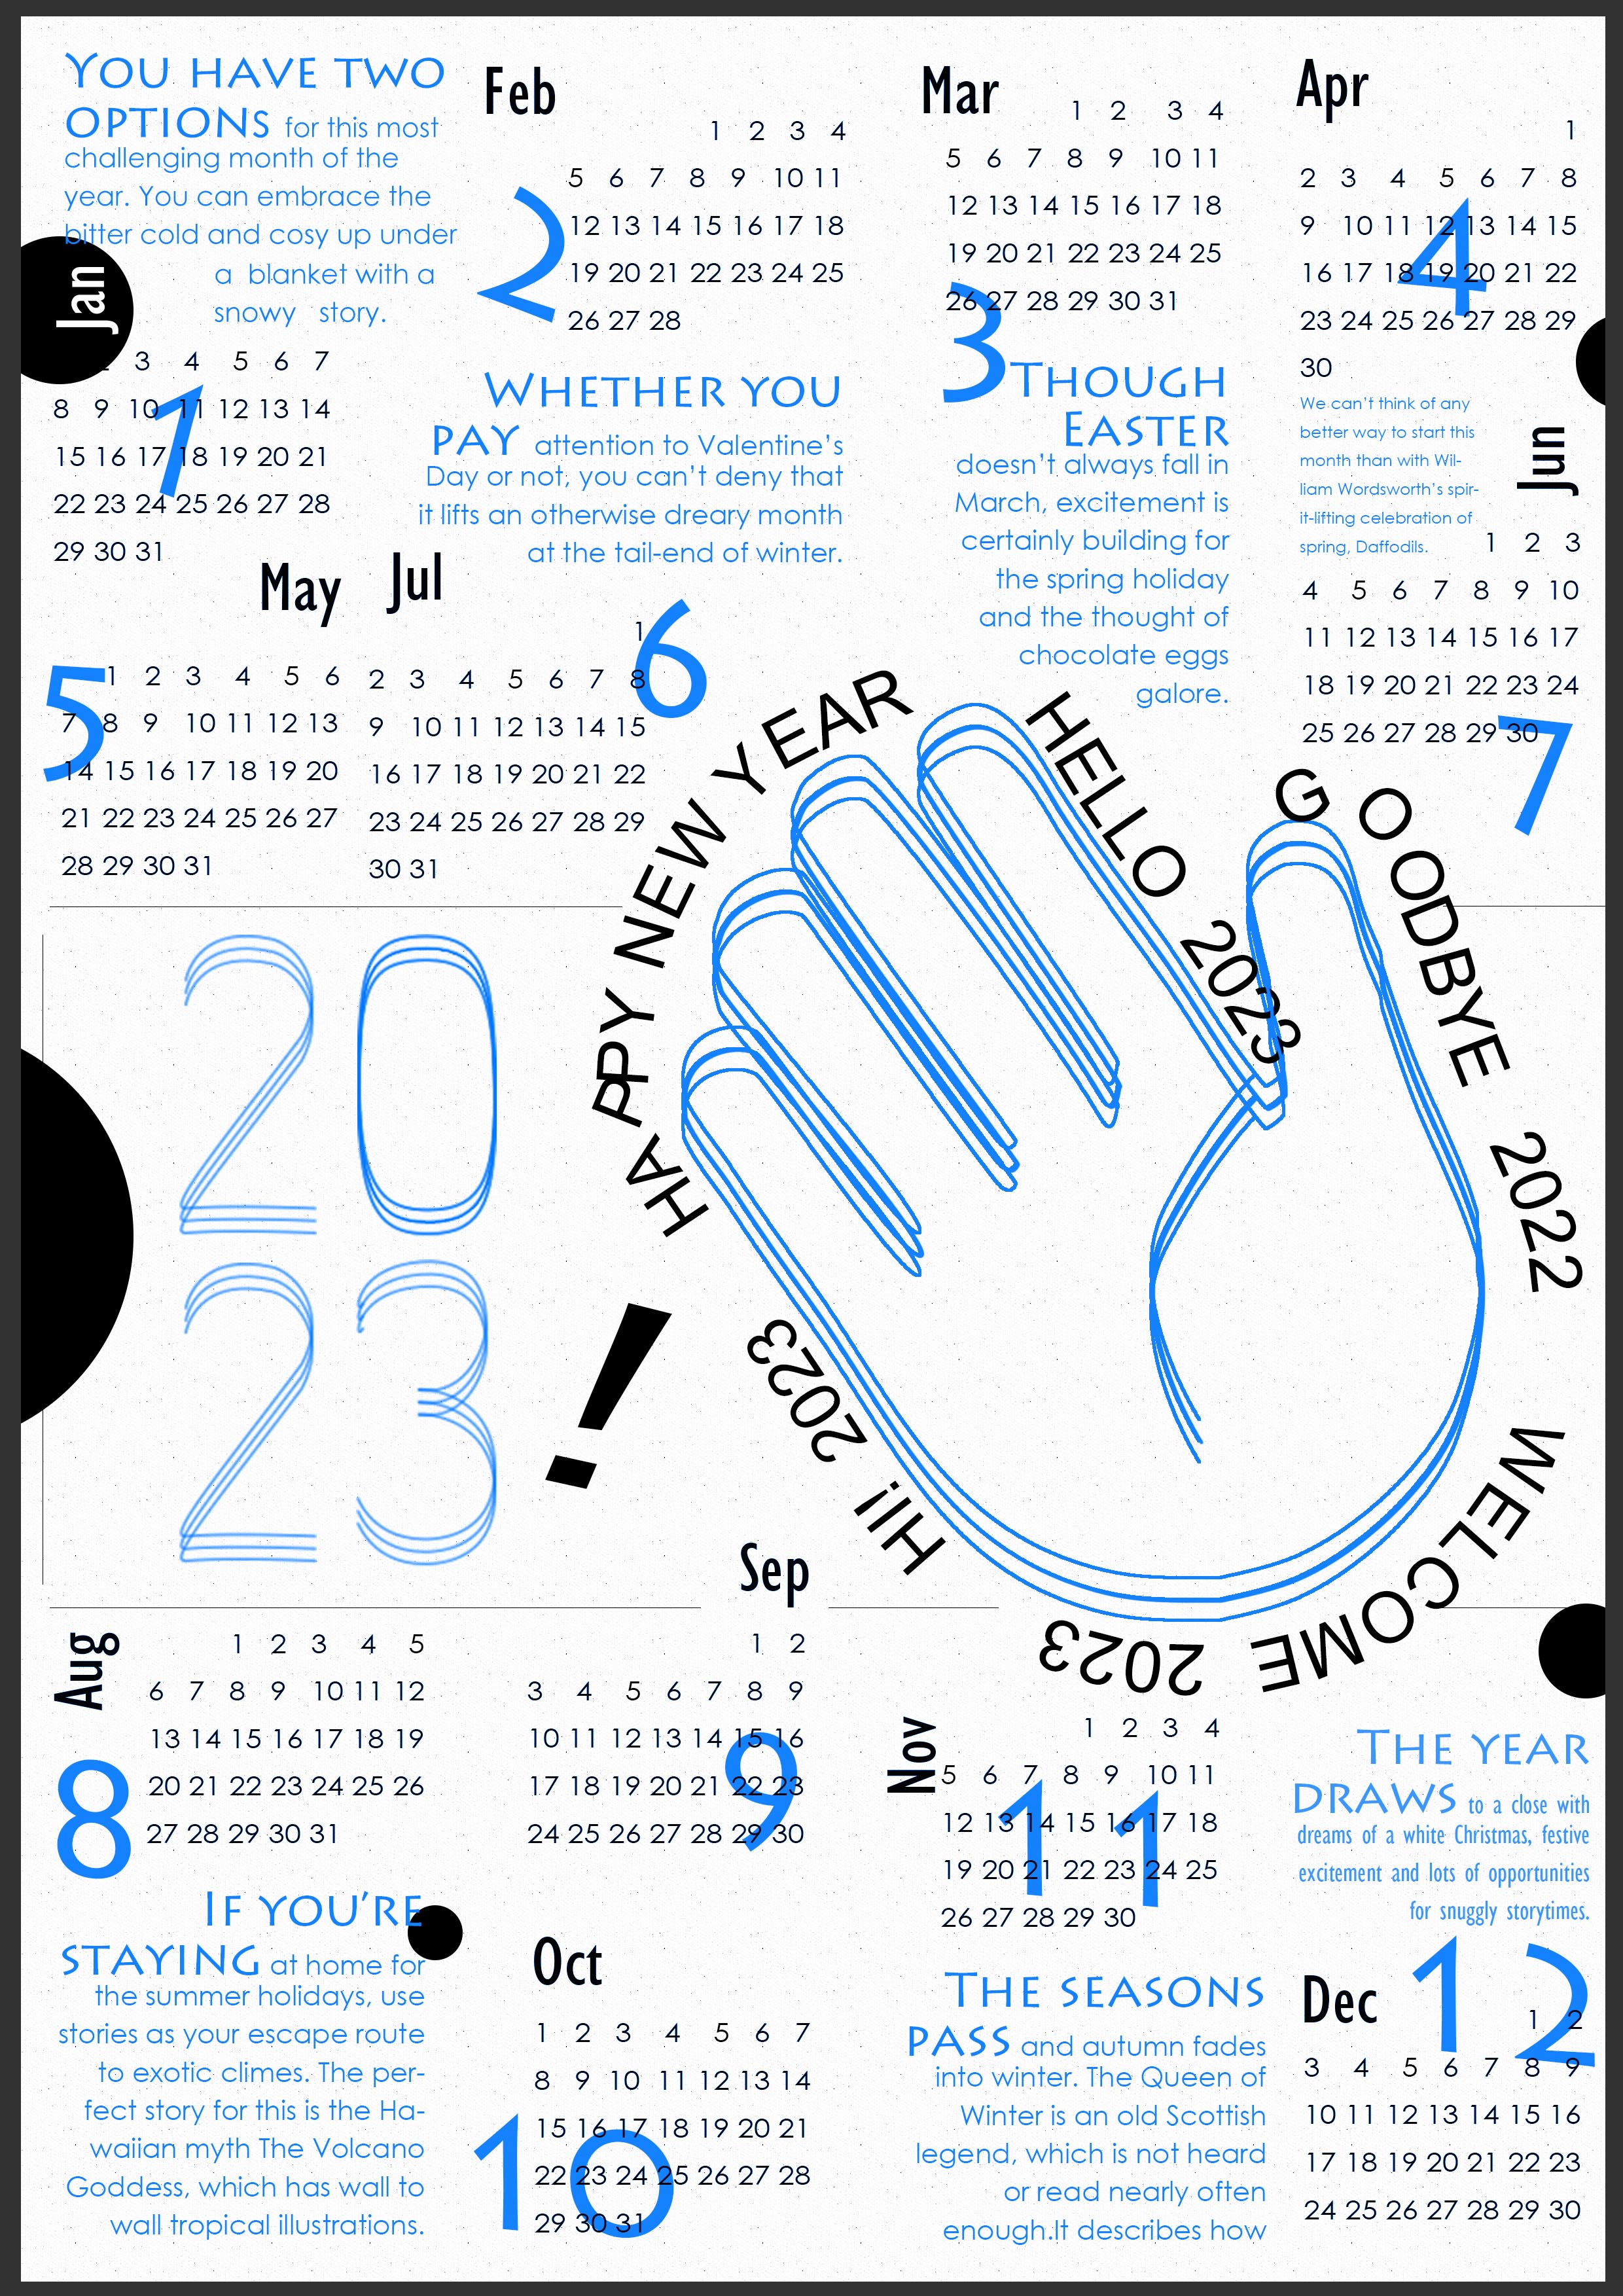 YOU HAVE TWO
OPTIONS for this most
challenging month of the
year. You can embrace the
bitter cold and cosy up under
a blanket with a
snowy story.
Jan
3 4 5 6 7
8 9 10 11 12 13 14
15 16 17 18 19 20 21
22 23 24 25 26 27 28
29 30 31
1
Feb
1 2 3 4
5 6 7 8 9 10 11
12 13 14 15 16 17 18
19 20 21 22 23 24 25
26 27 28
2
WHETHER YOU
PAY attention to Valentine's
Day or not, you can't deny that
it lifts an otherwise dreary month
at the tail-end of winter.
Mar
1 2 3 4
5 6 7 8 9 10 11
12 13 14 15 16 17 18
19 20 21 22 23 24 25
26 27 28 29 30 31
3
THOUGH
EASTER
doesn't always fall in
March, excitement is
certainly building for
the spring holiday
and the thought of
chocolate eggs
galore.
Apr
1
2 3 4 5 6 7 8
9 10 11 12 13 14 15
16 17 18 19 20 21 22
23 24 25 26 27 28 29
30
4
We can't think of any
better way to start this
month than with Wil-
liam Wordsworth's spir-
it-lifting celebration of
spring, Daffodils.
Jun
1 2 3
4 5 6 7 8 9 10
11 12 13 14 15 16 17
18 19 20 21 22 23 24
25 26 27 28 29 30
7
May
1 2 3 4 5 6
7 8 9 10 11 12 13
14 15 16 17 18 19 20
21 22 23 24 25 26 27
28 29 30 31
5
Jul
1
2 3 4 5 6 7 8
9 10 11 12 13 14 15
16 17 18 19 20 21 22
23 24 25 26 27 28 29
30 31
6
20
23
!
HAPPY NEW YEAR
HELLO 2023
GOODBYE 2022
WELCOME 2023
HI! 2023
Aug
1 2 3 4 5
6 7 8 9 10 11 12
13 14 15 16 17 18 19
20 21 22 23 24 25 26
27 28 29 30 31
8
IF YOU'RE
STAYING at home for
the summer holidays, use
stories as your escape route
to exotic climes. The per-
fect story for this is the Ha-
waiian myth The Volcano
Goddess, which has wall to
wall tropical illustrations.
Sep
1 2
3 4 5 6 7 8 9
10 11 12 13 14 15 16
17 18 19 20 21 22 23
24 25 26 27 28 29 30
9
Oct
1 2 3 4 5 6 7
8 9 10 11 12 13 14
15 16 17 18 19 20 21
22 23 24 25 26 27 28
29 30 31
10
Nov
1 2 3 4
5 6 7 8 9 10 11
12 13 14 15 16 17 18
19 20 21 22 23 24 25
26 27 28 29 30
11
THE SEASONS
PASS and autumn fades
into winter. The Queen of
Winter is an old Scottish
legend, which is not heard
or read nearly often
enough.It describes how
THE YEAR
DRAWS to a close with
dreams of a white Christmas, festive
excitement and lots of opportunities
for snuggly storytimes.
Dec
1 2
3 4 5 6 7 8 9
10 11 12 13 14 15 16
17 18 19 20 21 22 23
24 25 26 27 28 29 30
12